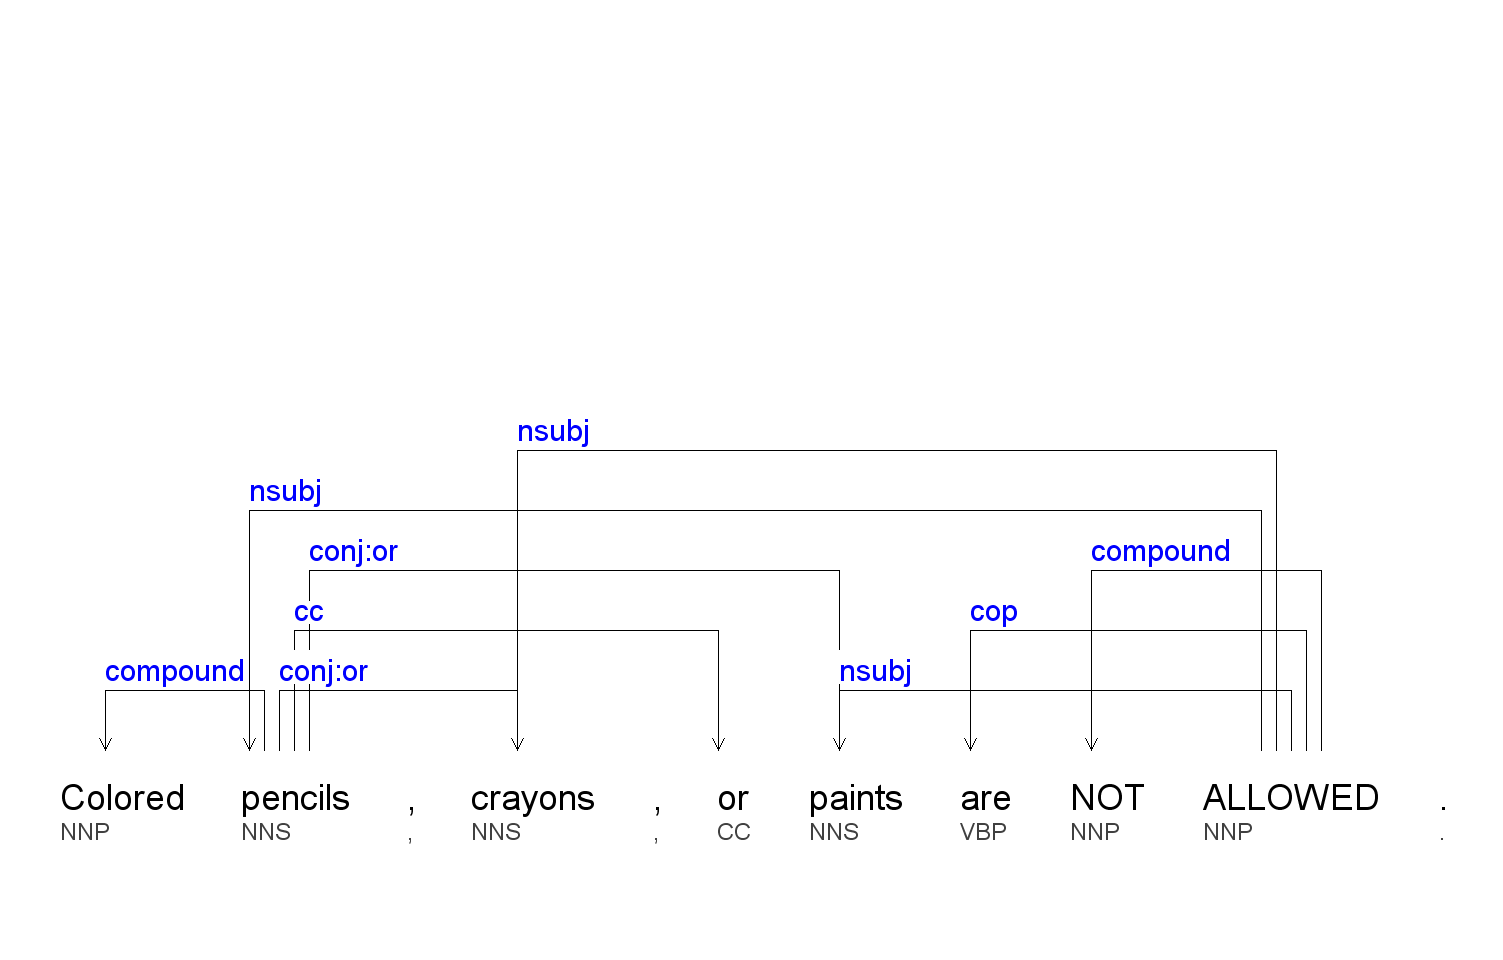 nsubj
nsubj
conj:or compound
cc cop
compound conj:or nsubj
Colored pencils , crayons , or paints are NOT ALLOWED .
NNP NNS , NNS , CC NNS VBP NNP NNP .